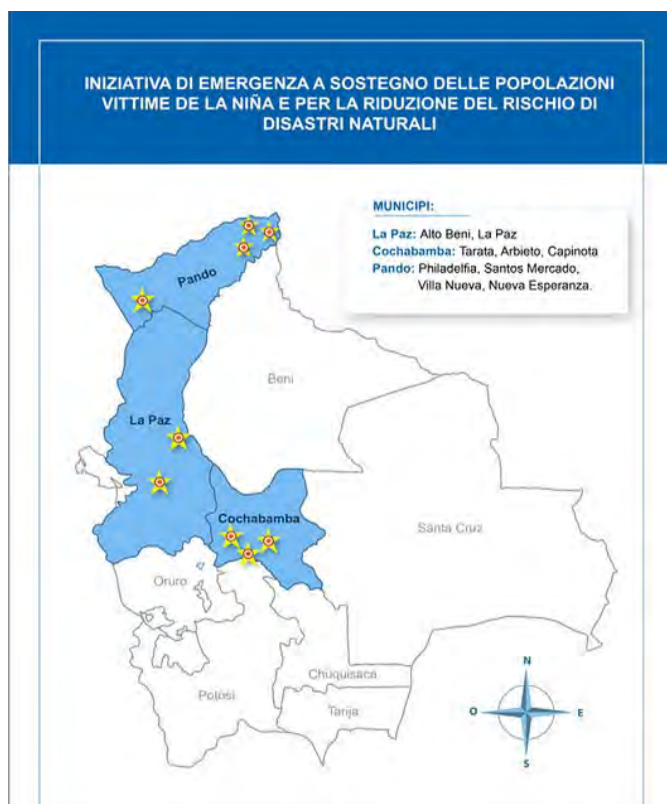 INIZIATIVA DI EMERGENZA A SOSTEGNO DELLE POPOLAZIONI
VITTIME DE LA NIÑA E PER LA RIDUZIONE DEL RISCHIO DI
DISASTRI NATURALI
MUNICIPI:
La Paz: Alto Beni, La Paz
Cochabamba: Tarata, Arbieto, Capinota
Pando: Philadelfia, Santos Mercado,
Villa Nueva, Nueva Esperanza.
Pando
Beni
La Paz
Cochabamba
Santa Cruz
Oruro
Chuquisaca
Potosi
Tarija
N
O
E
S